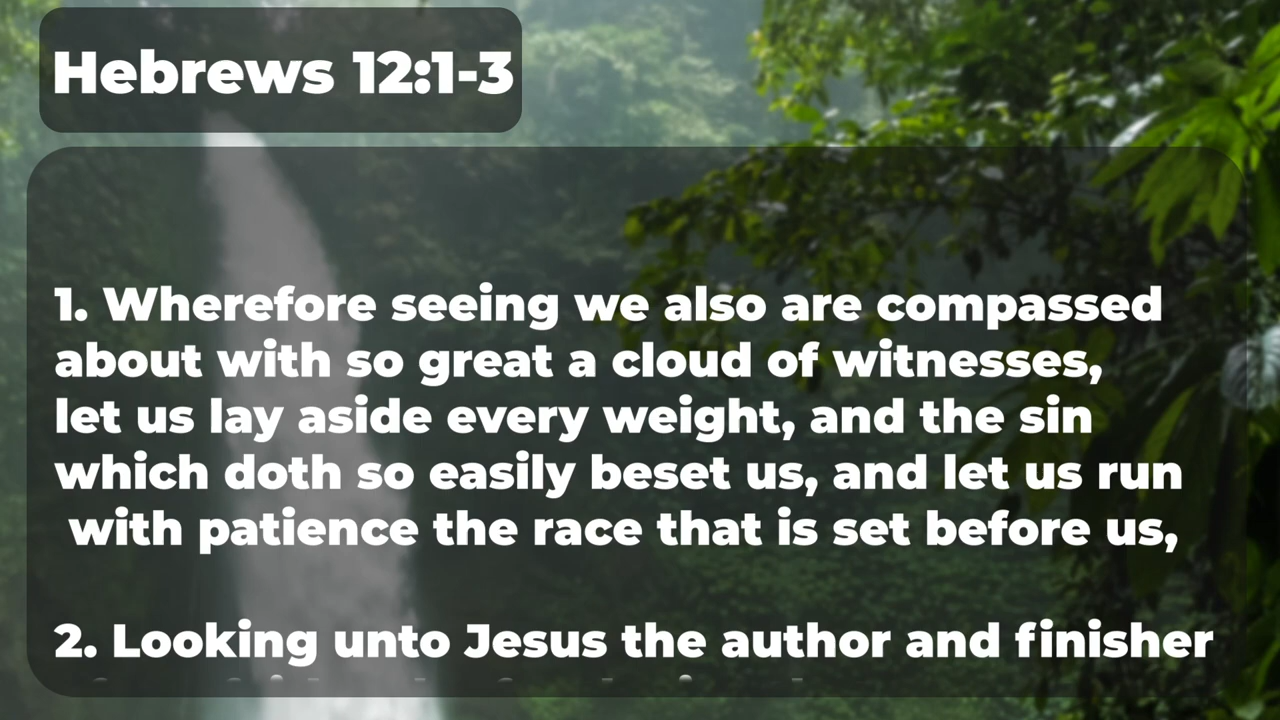 Hebrews 12:1-3
1. Wherefore seeing we also are compassed
about with so great a cloud of witnesses,
let us lay aside every weight, and the sin
which doth so easily beset us, and let us run
with patience the race that is set before us,
2. Looking unto Jesus the author and finisher